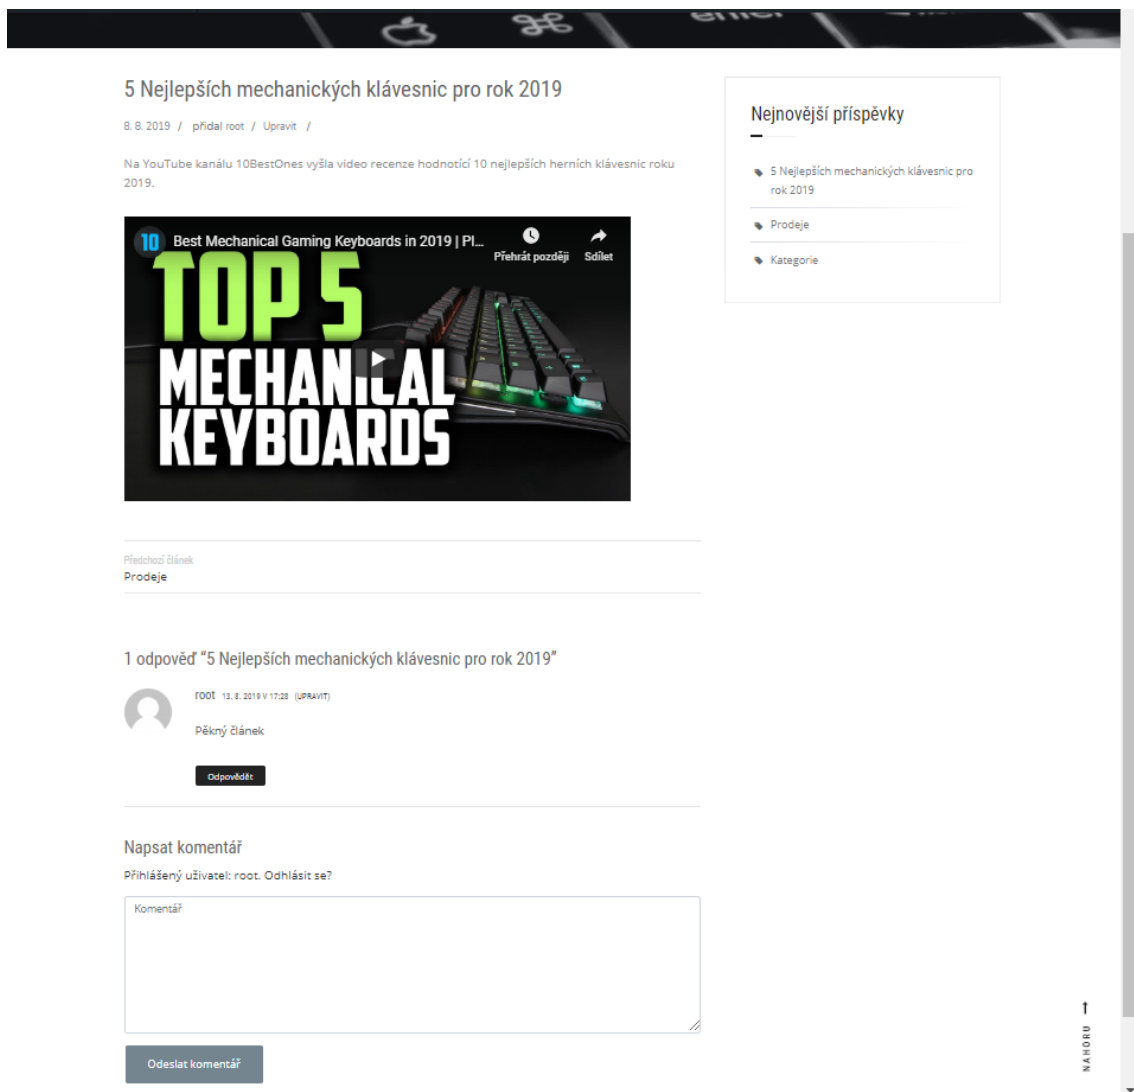 enter
5 Nejlepších mechanických klávesnic pro rok 2019
8. 8. 2019 / přidal root / Upravit /
Na YouTube kanálu 10BestOnes vyšla video recenze hodnotící 10 nejlepších herních klávesnic roku
2019.
10 Best Mechanical Gaming Keyboards in 2019 | Pl...
Přehrát později Sdílet
TOP 5
MECHANICAL
KEYBOARDS
Předchozí článek
Prodeje
1 odpověď “5 Nejlepších mechanických klávesnic pro rok 2019”
root 13. 8. 2019 V 17:28 (UPRAVIT)
Pěkný článek
Odpovědět
Napsat komentář
Přihlášený uživatel: root. Odhlásit se?
Komentář
Odeslat komentář
Nejnovější příspěvky
5 Nejlepších mechanických klávesnic pro
rok 2019
Prodeje
Kategorie
NAHORU